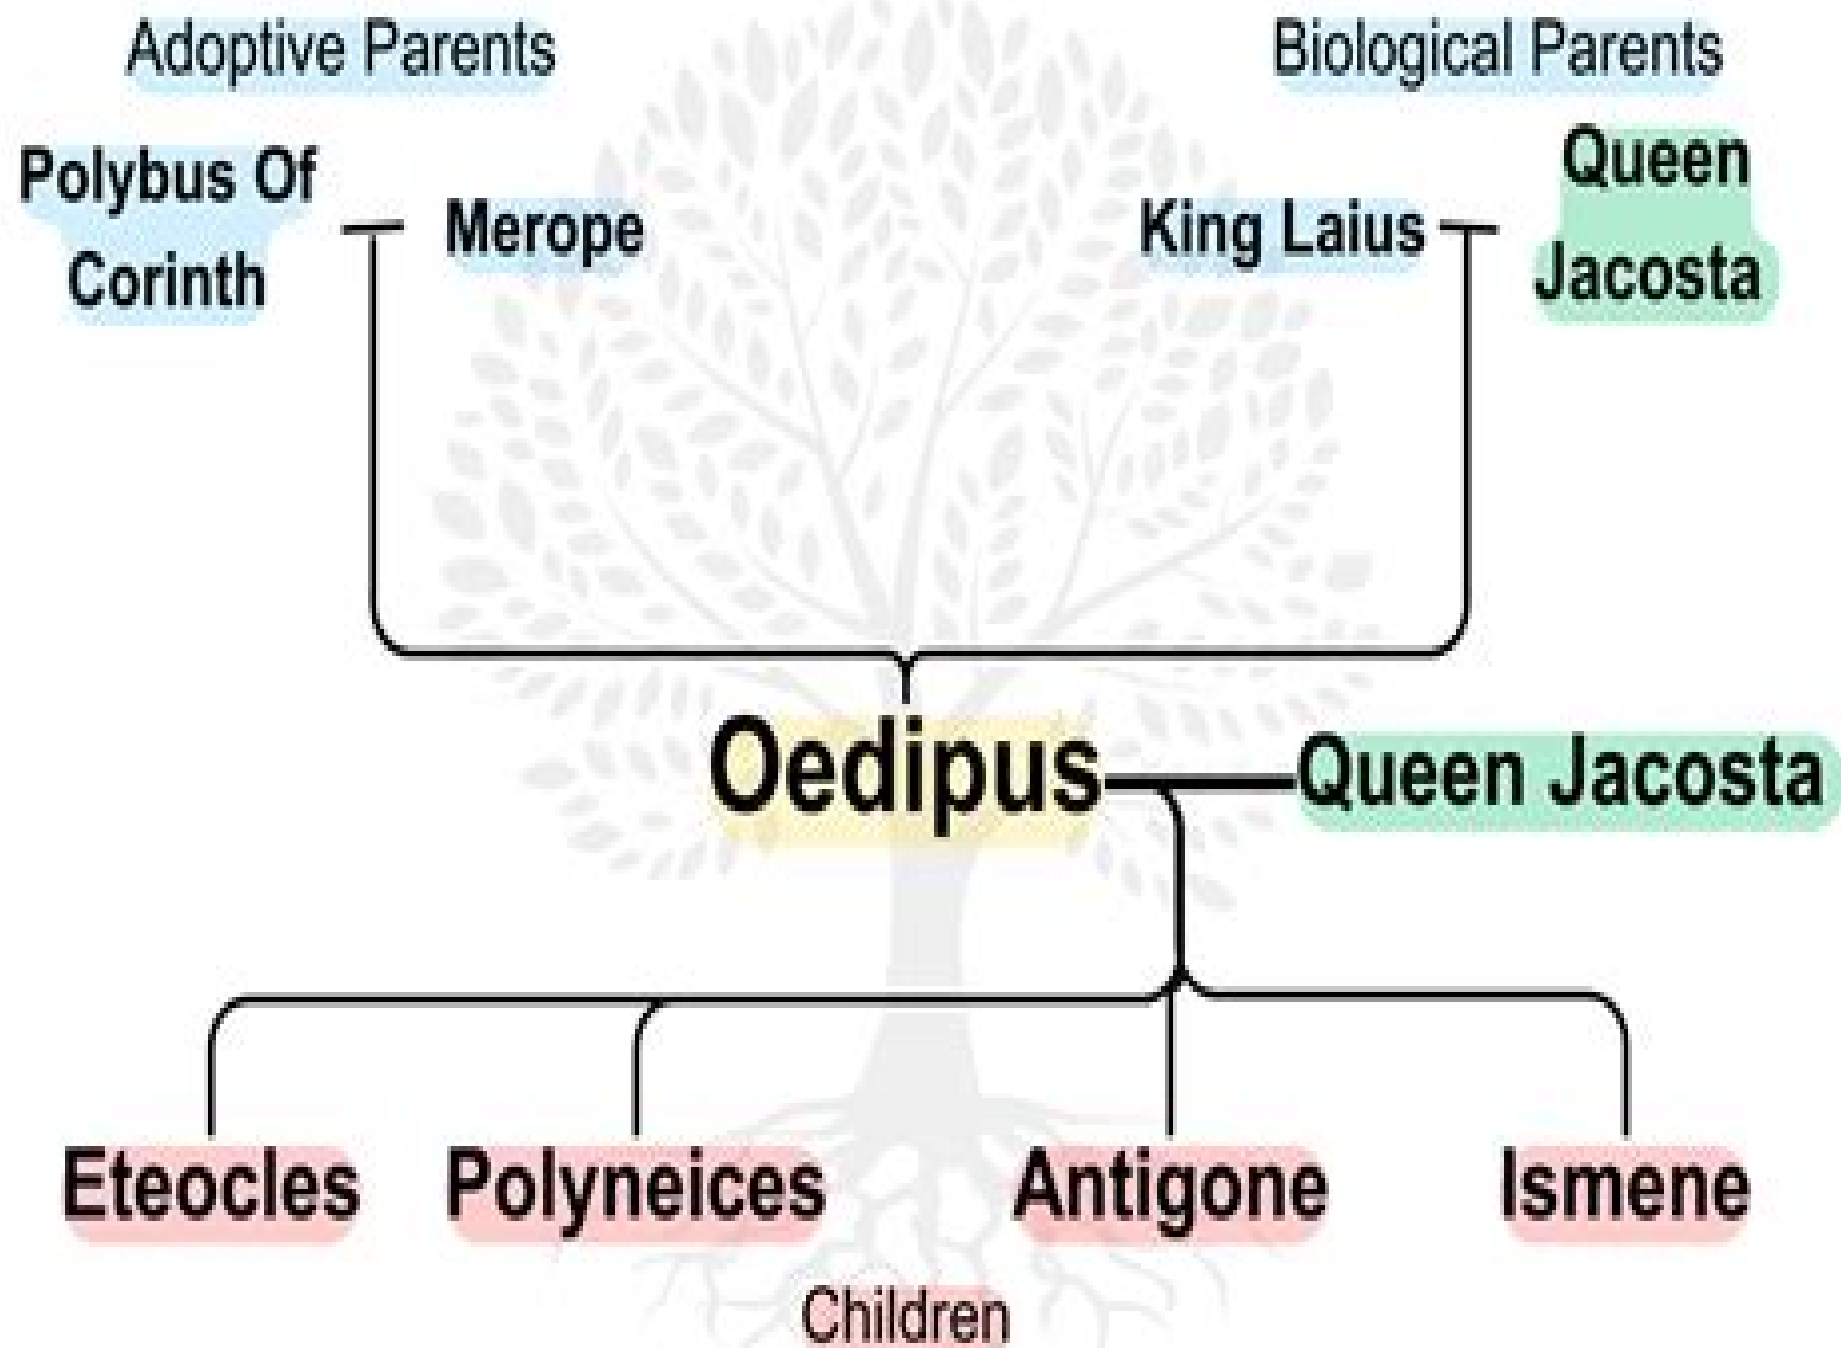 Adoptive Parents
Biological Parents
Polybus Of
Corinth
Merope
King Laius
Queen
Jacosta
Oedipus
Queen Jacosta
Eteocles
Polyneices
Antigone
Ismene
Children